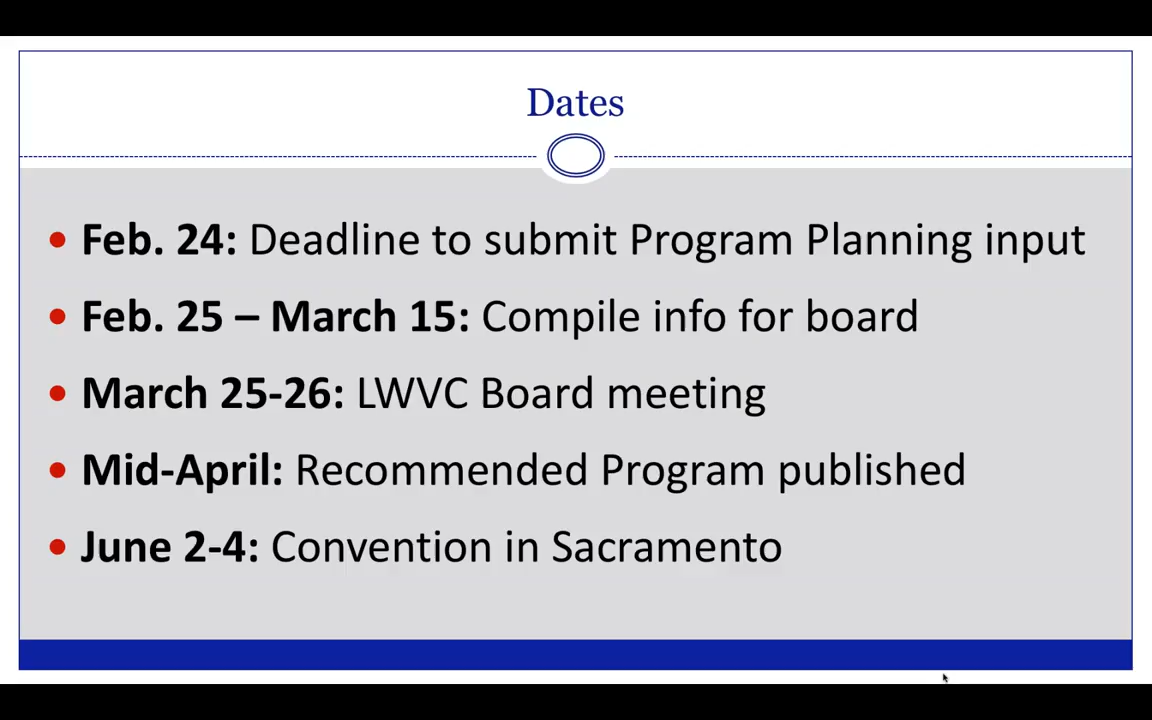 Dates
• Feb. 24: Deadline to submit Program Planning input
• Feb. 25 – March 15: Compile info for board
• March 25-26: LWVC Board meeting
• Mid-April: Recommended Program published
• June 2-4: Convention in Sacramento